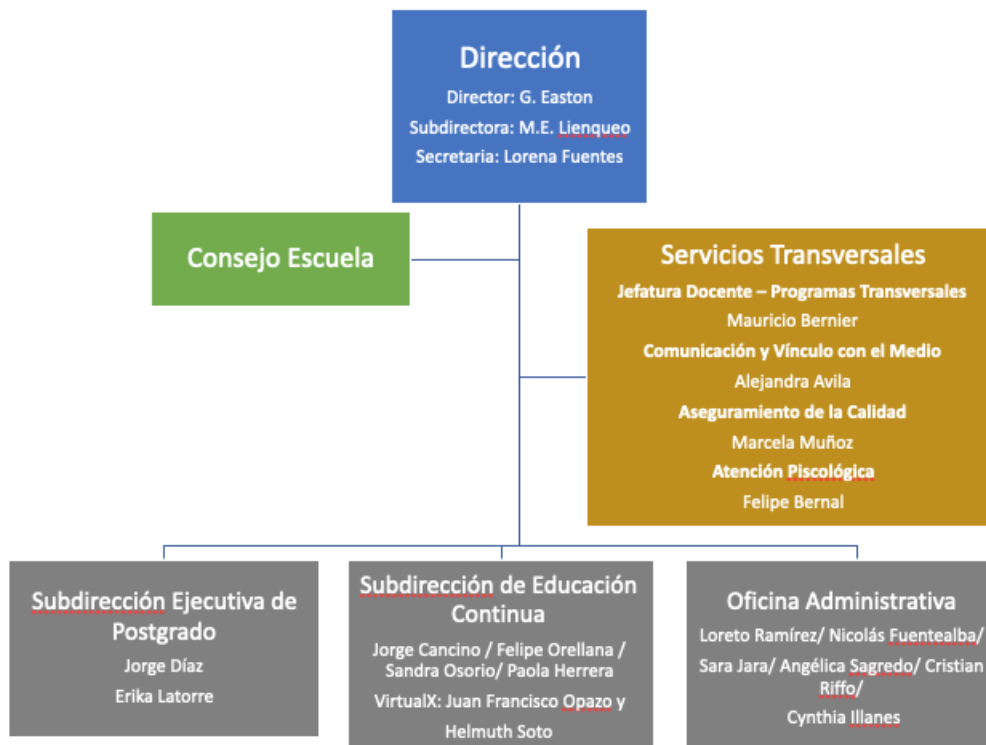 Dirección
Director: G. Easton
Subdirectora: M.E. Lienqueo
Secretaria: Lorena Fuentes
Consejo Escuela
Servicios Transversales
Jefatura Docente – Programas Transversales
Mauricio Bernier
Comunicación y Vínculo con el Medio
Alejandra Avila
Aseguramiento de la Calidad
Marcela Muñoz
Atención Piscológica
Felipe Bernal
Subdirección Ejecutiva de
Postgrado
Jorge Díaz
Erika Latorre
Subdirección de Educación
Continua
Jorge Cancino / Felipe Orellana /
Sandra Osorio/ Paola Herrera
VirtualX: Juan Francisco Opazo y
Helmuth Soto
Oficina Administrativa
Loreto Ramírez/ Nicolás Fuentealba/
Sara Jara/ Angélica Sagredo/ Cristian
Riffo/
Cynthia Illanes